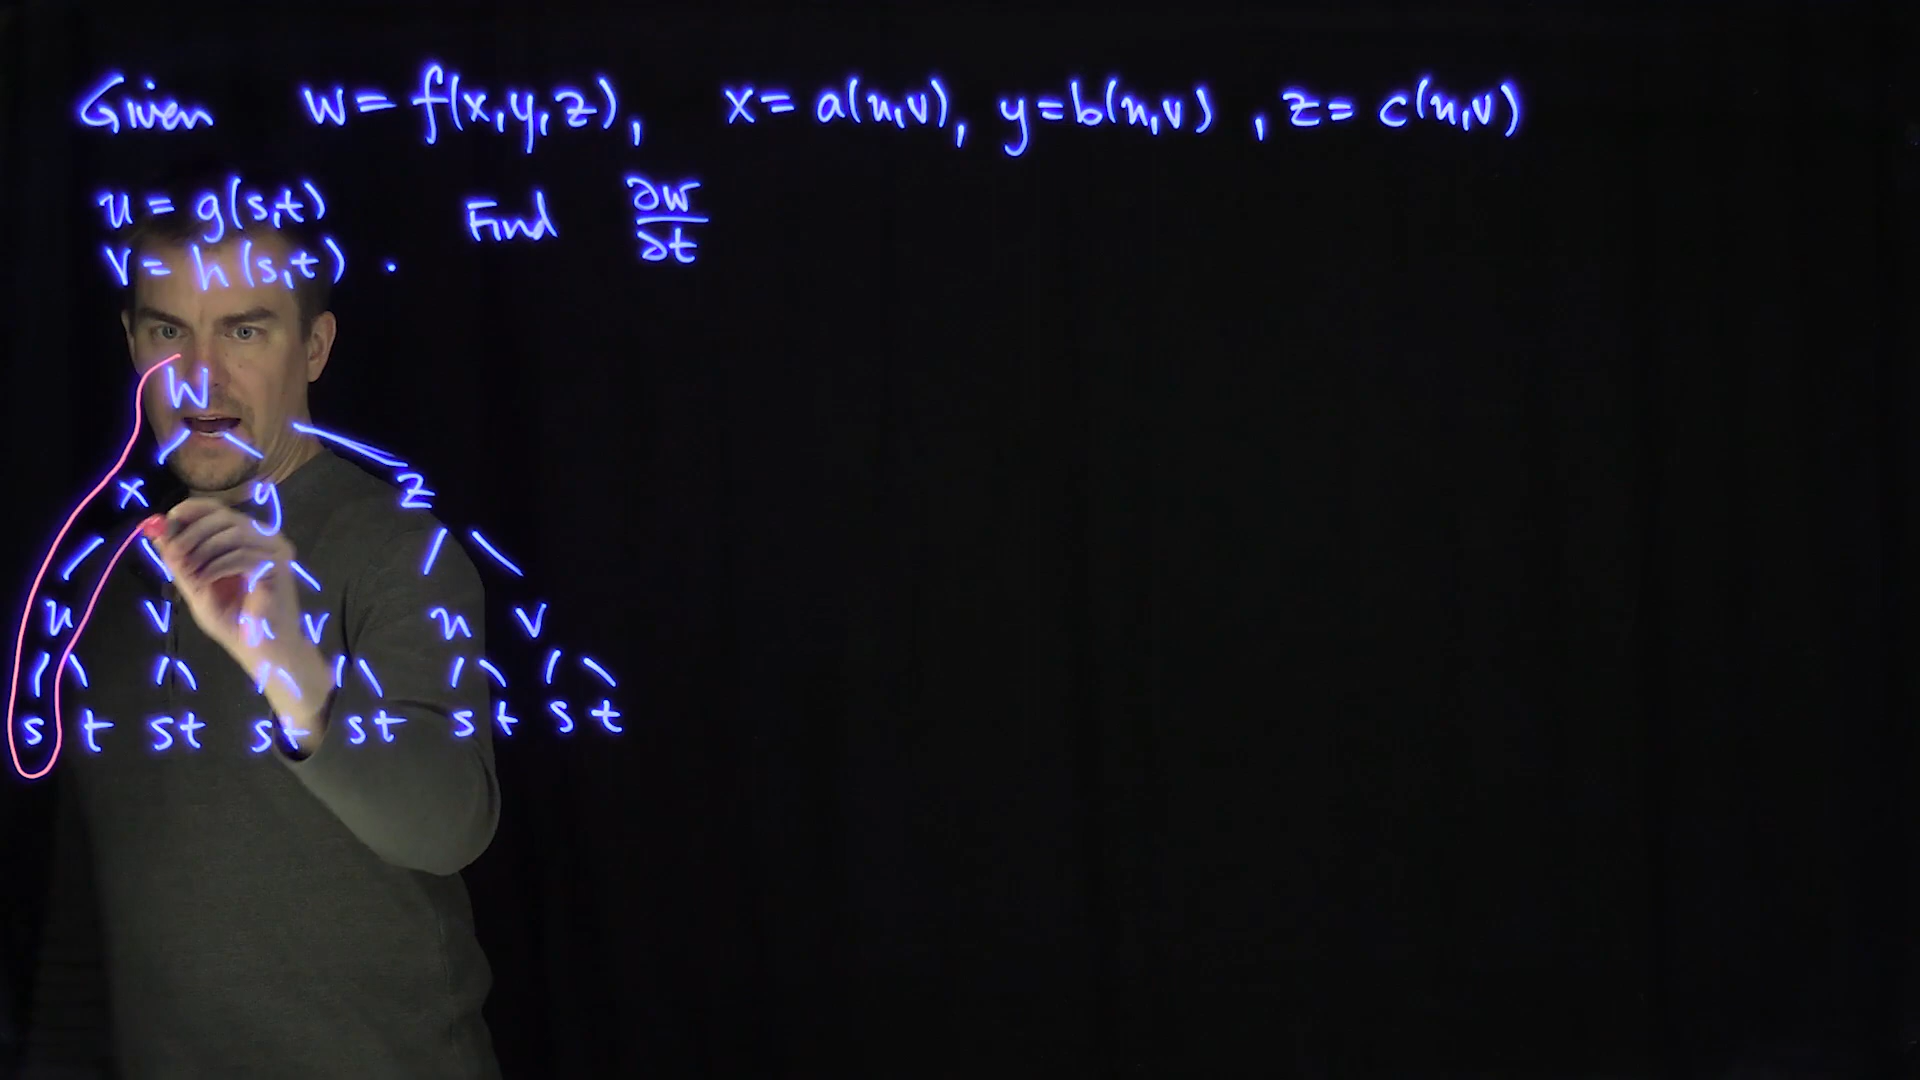 Given w = f(x,y,z), x = a(u,v), y = b(u,v), z = c(u,v)
u = g(s,t)
v = h(s,t). Find ∂w/∂t
w
x y z
u v u v u v
s t s t s t s t s t s t